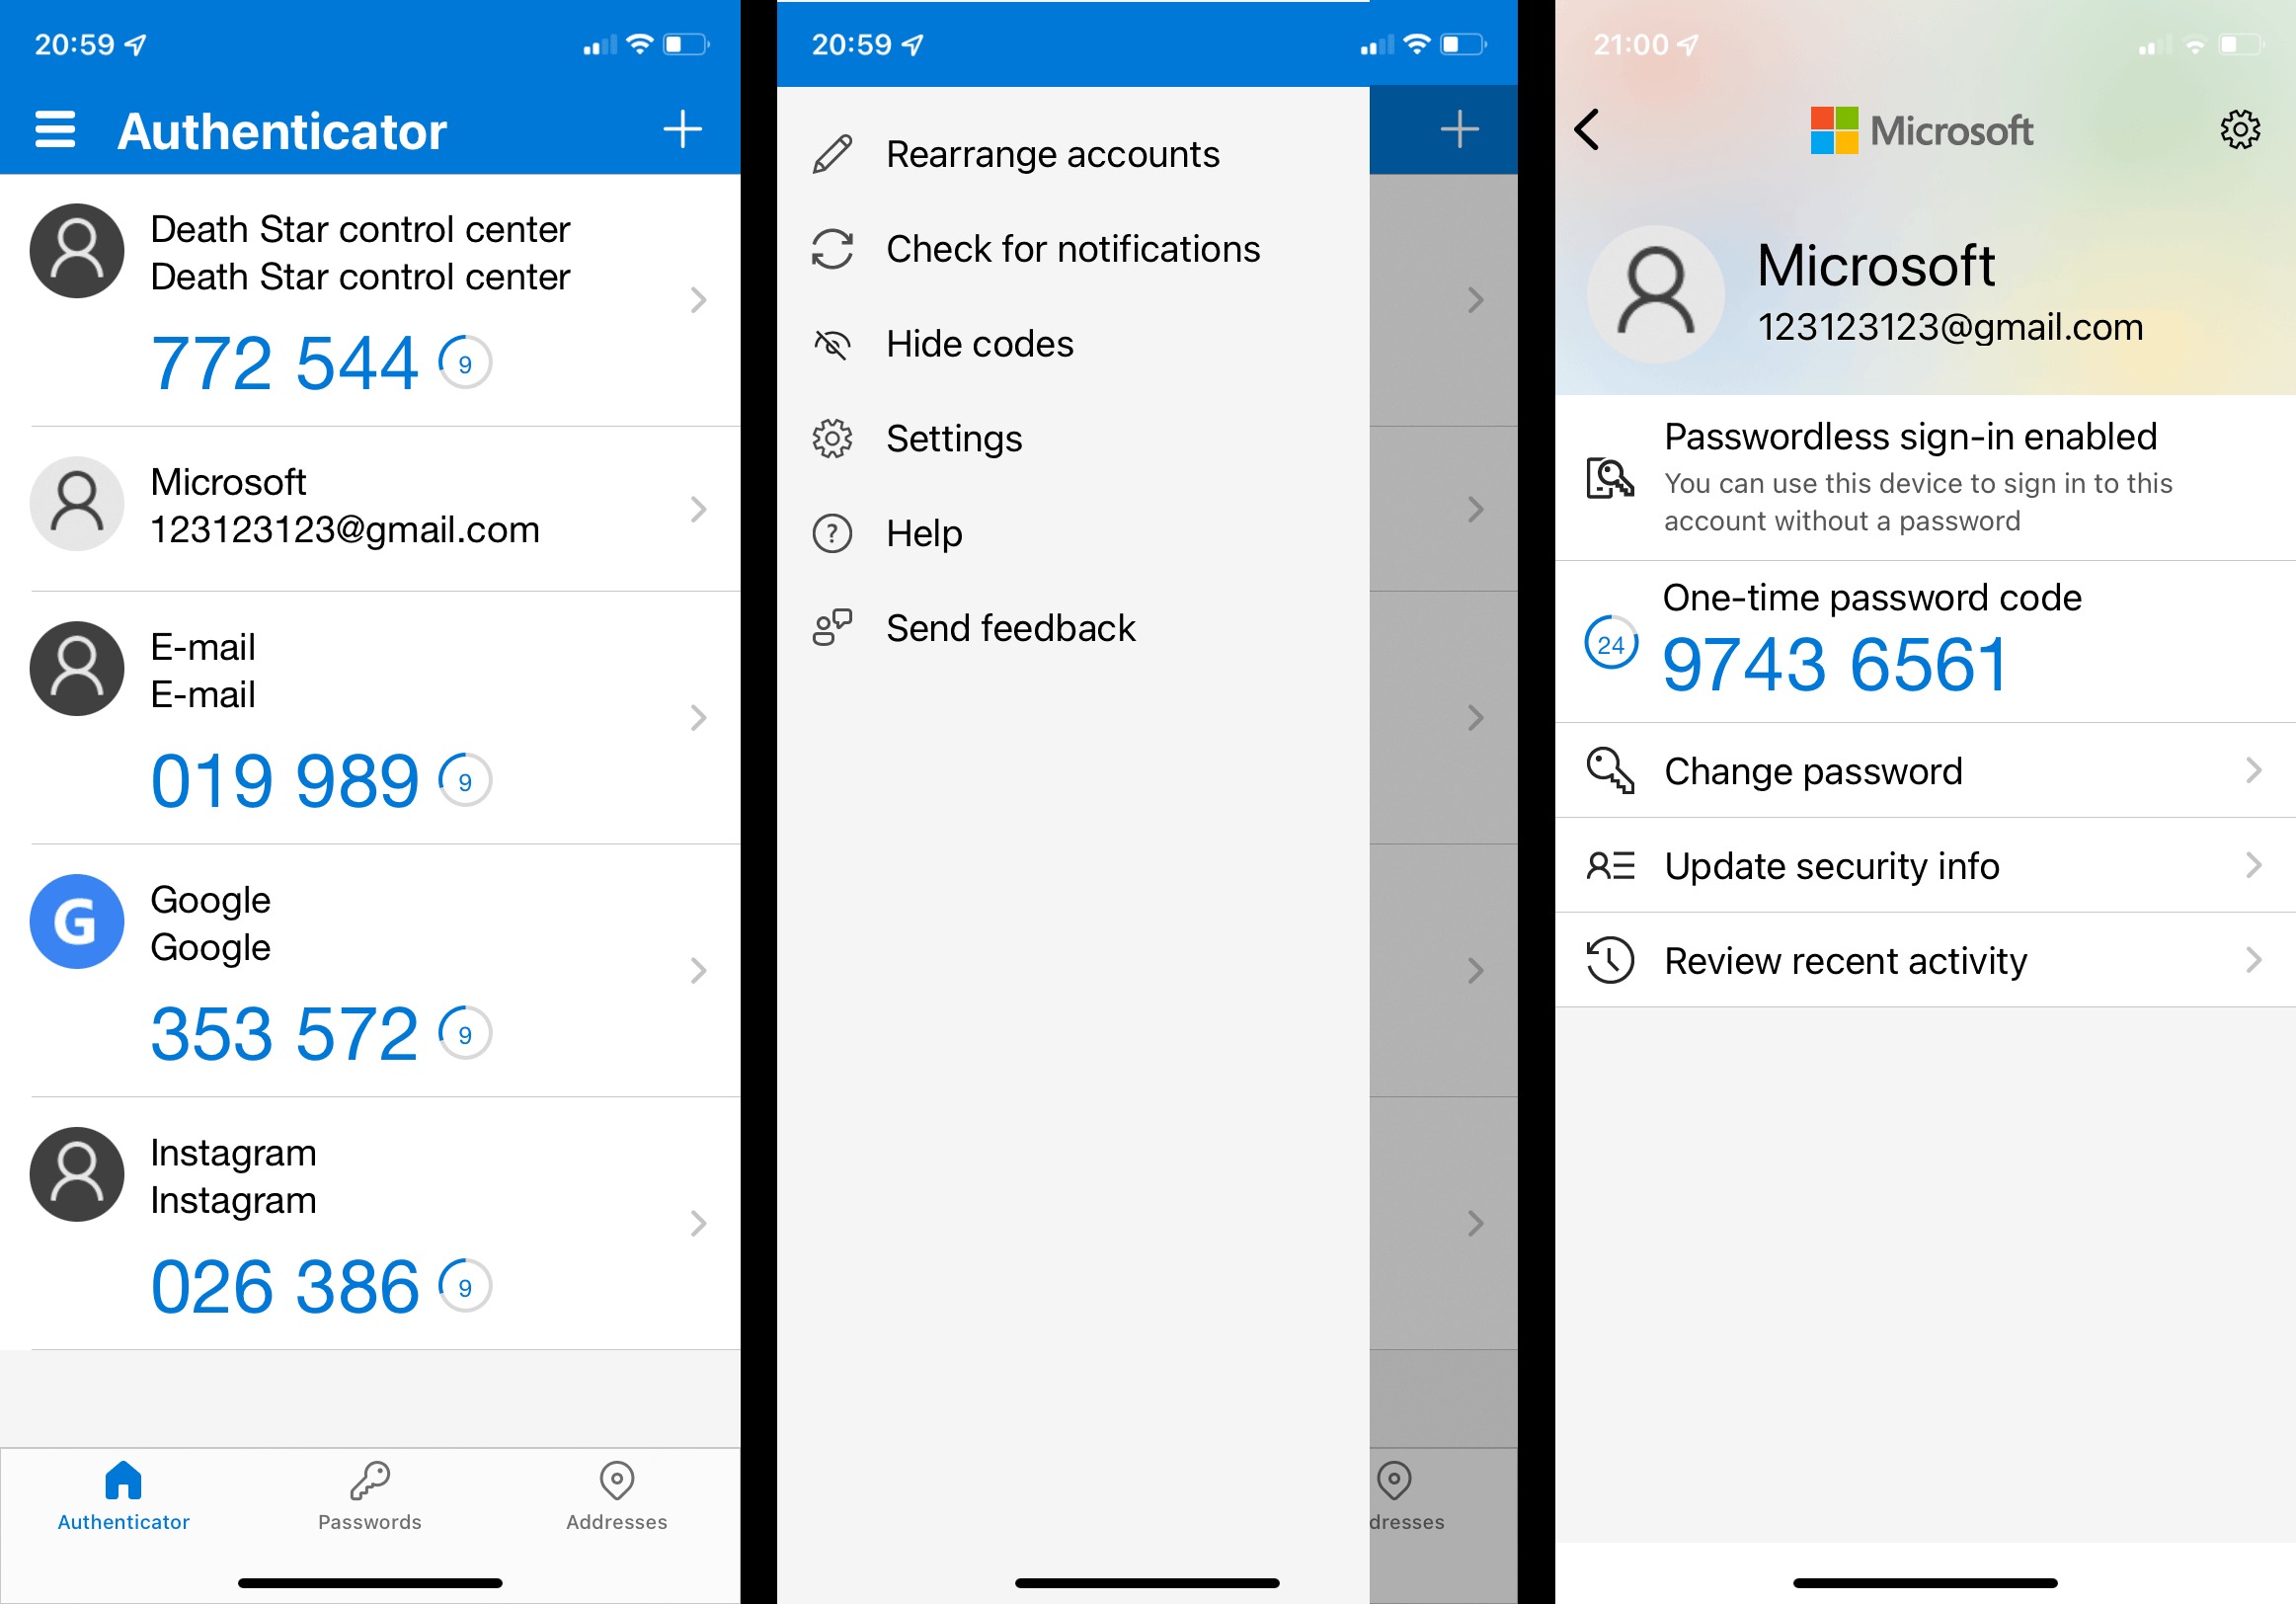 20:59
Authenticator
Death Star control center
Death Star control center
772 544 9
Microsoft
123123123@gmail.com
E-mail
E-mail
019 989 9
Google
Google
353 572 9
Instagram
Instagram
026 386 9
Authenticator Passwords Addresses
20:59
Rearrange accounts
Check for notifications
Hide codes
Settings
Help
Send feedback
dresses
21:00
Microsoft
Microsoft
123123123@gmail.com
Passwordless sign-in enabled
You can use this device to sign in to this
account without a password
One-time password code
24 9743 6561
Change password
Update security info
Review recent activity